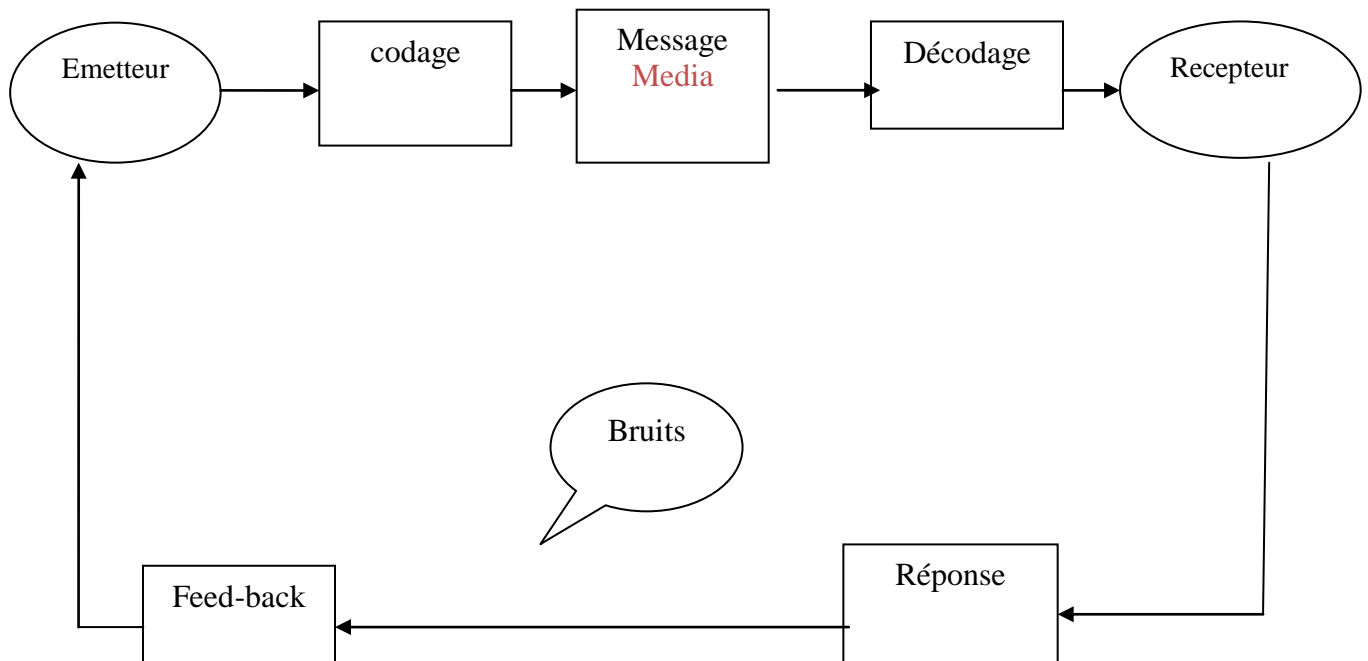 Emetteur
codage
Message
Media
Décodage
Recepteur
Bruits
Réponse
Feed-back